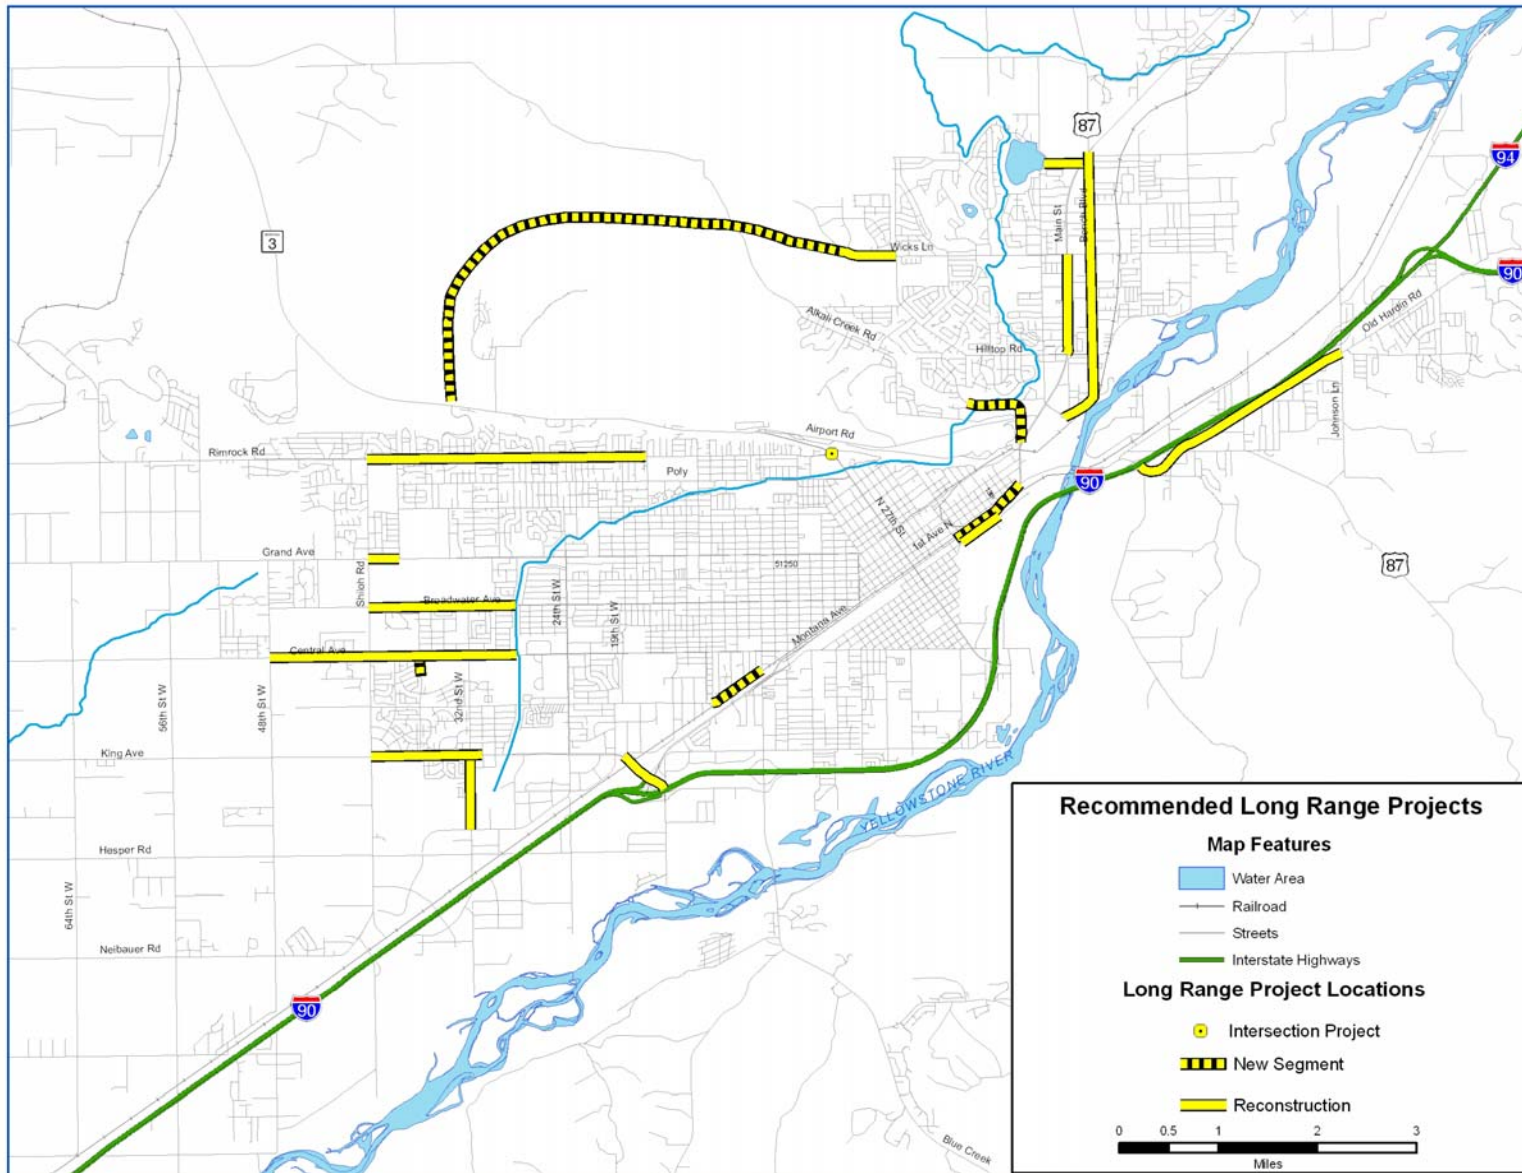 87
94
3
Main St
Bench Blvd
Wicks Ln
90
Old Hardin Rd
Alkali Creek Rd
Hilltop Rd
Johnson Ln
Airport Rd
Rimrock Rd
Poly
90
N 27th St.
1st Ave N
Grand Ave
51250
87
Shiloh Rd
Broadwater Ave
24th St W
19th St W
Montana Ave
Central Ave
56th St W
48th St W
32nd St W
King Ave
YELLOWSTONE RIVER
Hesper Rd
64th St W
Neibauer Rd
90
Blue Creek
Recommended Long Range Projects
Map Features
Water Area
Railroad
Streets
Interstate Highways
Long Range Project Locations
Intersection Project
New Segment
Reconstruction
0 0.5 1 2 3
Miles